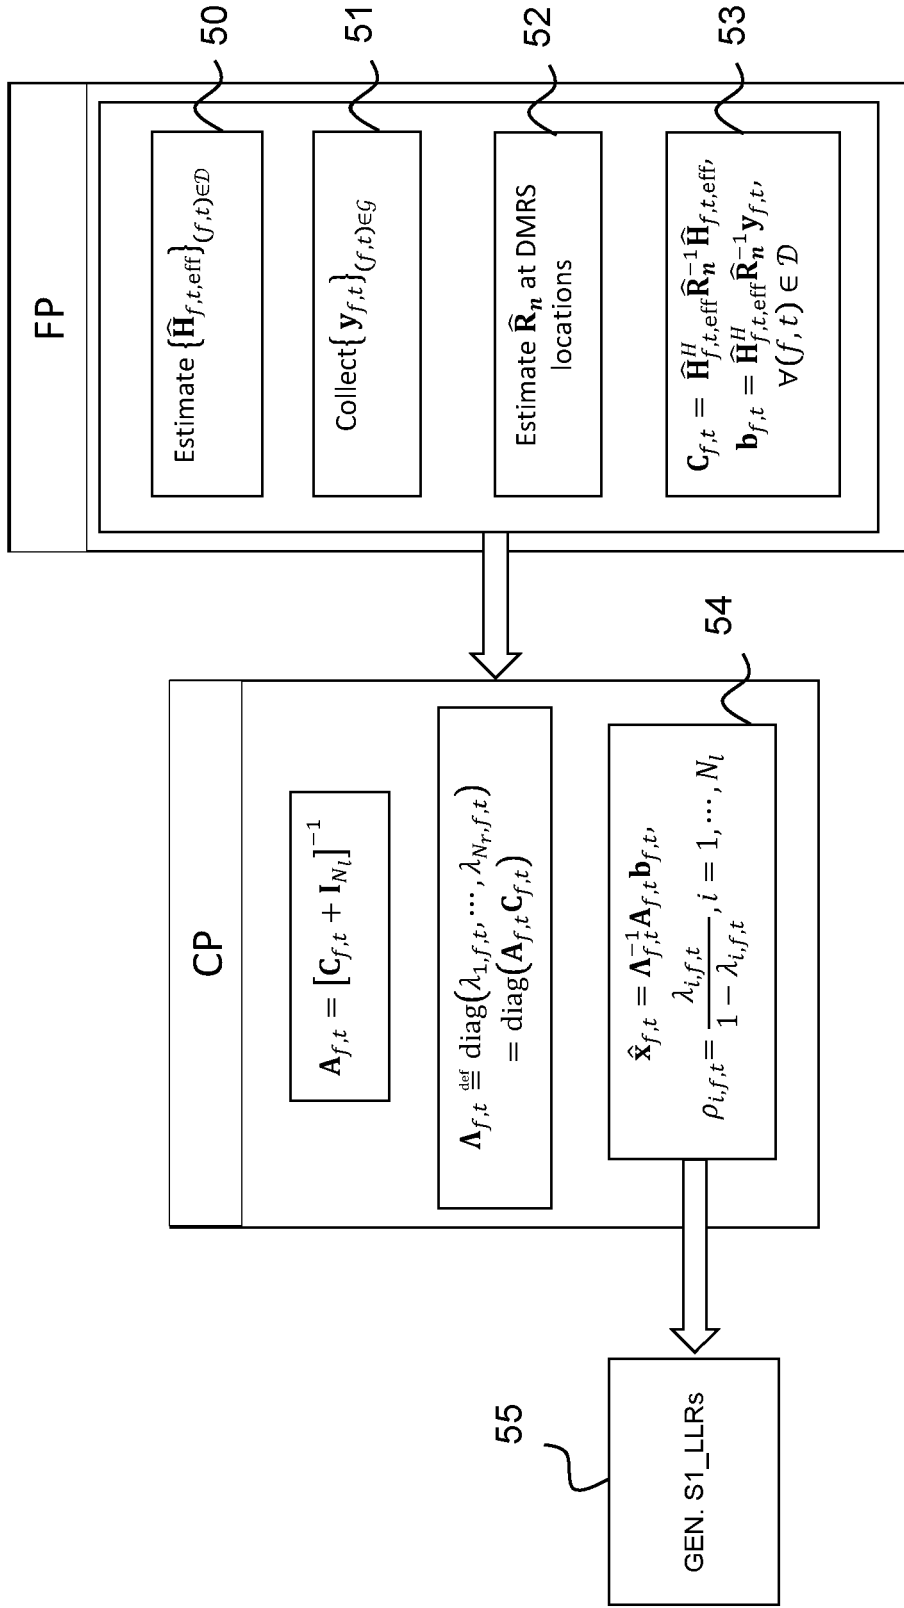 FP
50
Estimate {Ĥ_{f,t,eff}}_{(f,t)∈𝒟}
51
Collect{y_{f,t}}_{(f,t)∈𝒢}
52
Estimate R̂_n at DMRS
locations
53
C_{f,t} = Ĥ^H_{f,t,eff} R̂_n^{−1} Ĥ_{f,t,eff},
b_{f,t} = Ĥ^H_{f,t,eff} R̂_n^{−1} y_{f,t},
∀(f,t) ∈ 𝒟
CP
A_{f,t} = [C_{f,t} + I_{N_l}]^{−1}
Λ_{f,t} ≝ diag(λ_{1,f,t}, ⋯, λ_{N_r,f,t})
= diag(A_{f,t}C_{f,t})
54
x̂_{f,t} = Λ_{f,t}^{−1}A_{f,t}b_{f,t},
ρ_{i,f,t} = λ_{i,f,t} / (1 − λ_{i,f,t}), i = 1, ⋯, N_l
55
GEN. S1_LLRs